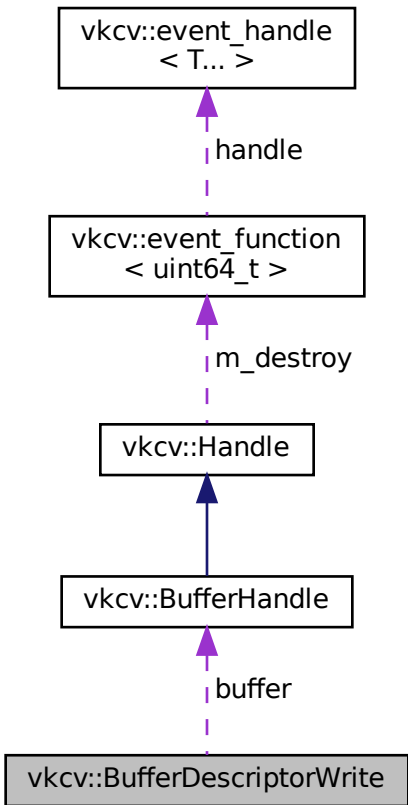 vkcv::event_handle
< T... >
handle
vkcv::event_function
< uint64_t >
m_destroy
vkcv::Handle
vkcv::BufferHandle
buffer
vkcv::BufferDescriptorWrite